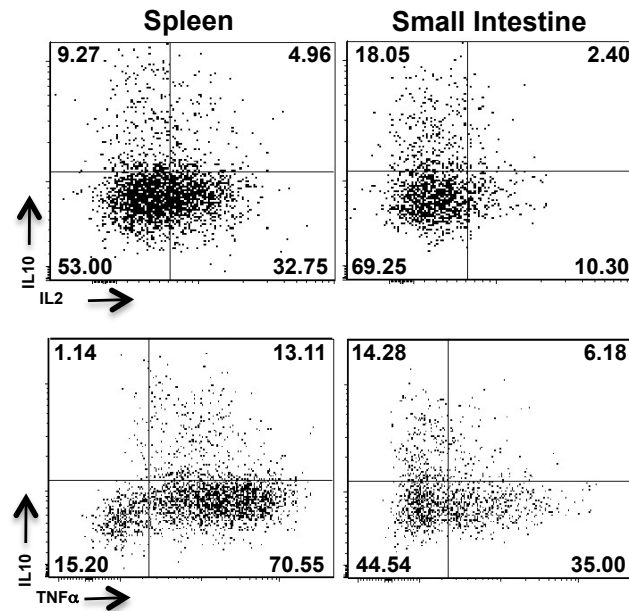 Spleen Small Intestine
9.27 4.96 18.05 2.40
IL10
53.00 32.75 69.25 10.30
IL2
1.14 13.11 14.28 6.18
IL10
15.20 70.55 44.54 35.00
TNFα